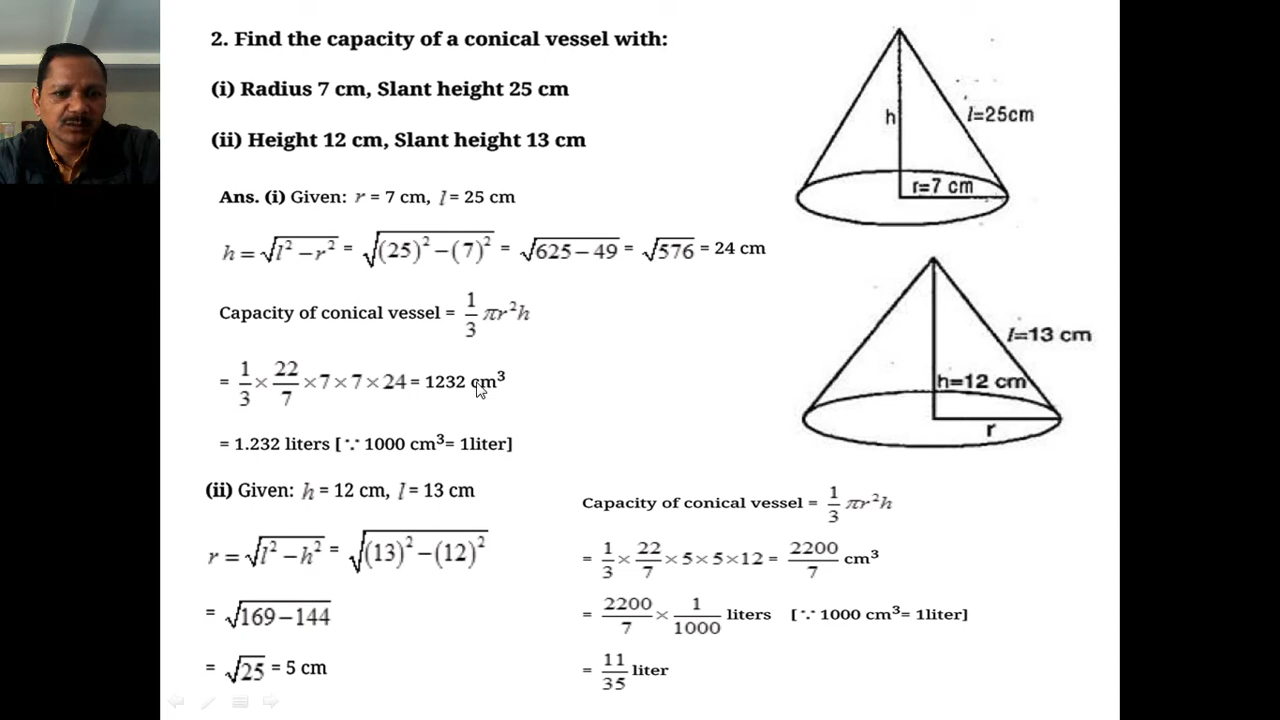 2. Find the capacity of a conical vessel with:
(i) Radius 7 cm, Slant height 25 cm
(ii) Height 12 cm, Slant height 13 cm
Ans. (i) Given: r = 7 cm, l = 25 cm
h = √(l² − r²) = √((25)² − (7)²) = √(625 − 49) = √576 = 24 cm
Capacity of conical vessel = 1/3 πr²h
= 1/3 × 22/7 × 7 × 7 × 24 = 1232 cm³
= 1.232 liters [∵ 1000 cm³= 1liter]
(ii) Given: h = 12 cm, l = 13 cm
r = √(l² − h²) = √((13)² − (12)²)
= √(169 − 144)
= √25 = 5 cm
Capacity of conical vessel = 1/3 πr²h
= 1/3 × 22/7 × 5 × 5 × 12 = 2200/7 cm³
= 2200/7 × 1/1000 liters [∵ 1000 cm³= 1liter]
= 11/35 liter
h
l=25cm
r=7 cm
l=13 cm
h=12 cm
r